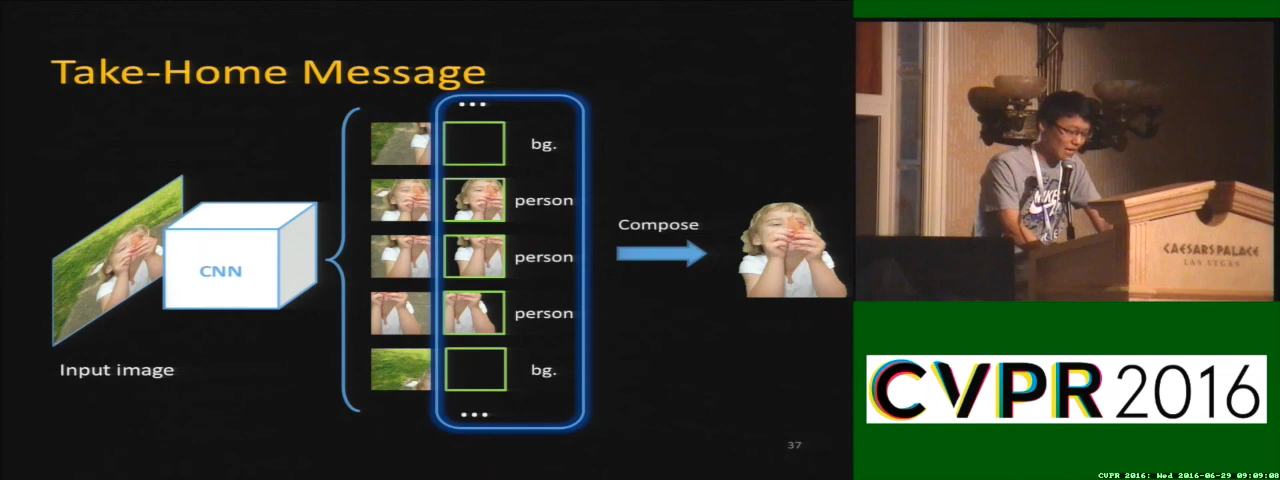 Take-Home Message
...
bg.
person
person
person
bg.
...
CNN
Input image
Compose
37
NIKE
CAESARS PALACE
LAS VEGAS
CVPR 2016
CVPR 2016: Wed 2016-06-29 09:09:08